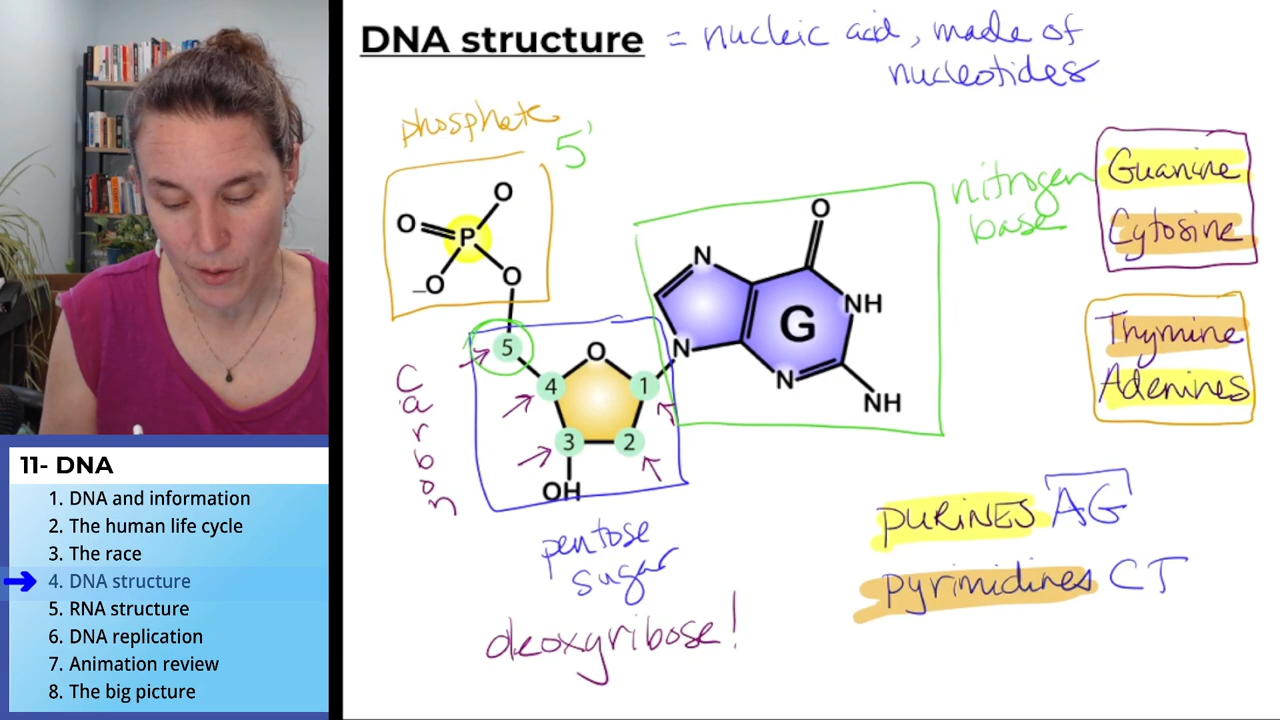 DNA structure = nucleic acid, made of
nucleotides
phosphate
5'
nitrogen
base
Guanine
Cytosine
Thymine
Adenines
O
O
P
O
_O
5
O
4
1
3
2
OH
N
O
NH
G
N
N
NH
Carbon
pentose
sugar
deoxyribose!
PURINES AG
pyrimidines CT
11- DNA
1. DNA and information
2. The human life cycle
3. The race
4. DNA structure
5. RNA structure
6. DNA replication
7. Animation review
8. The big picture